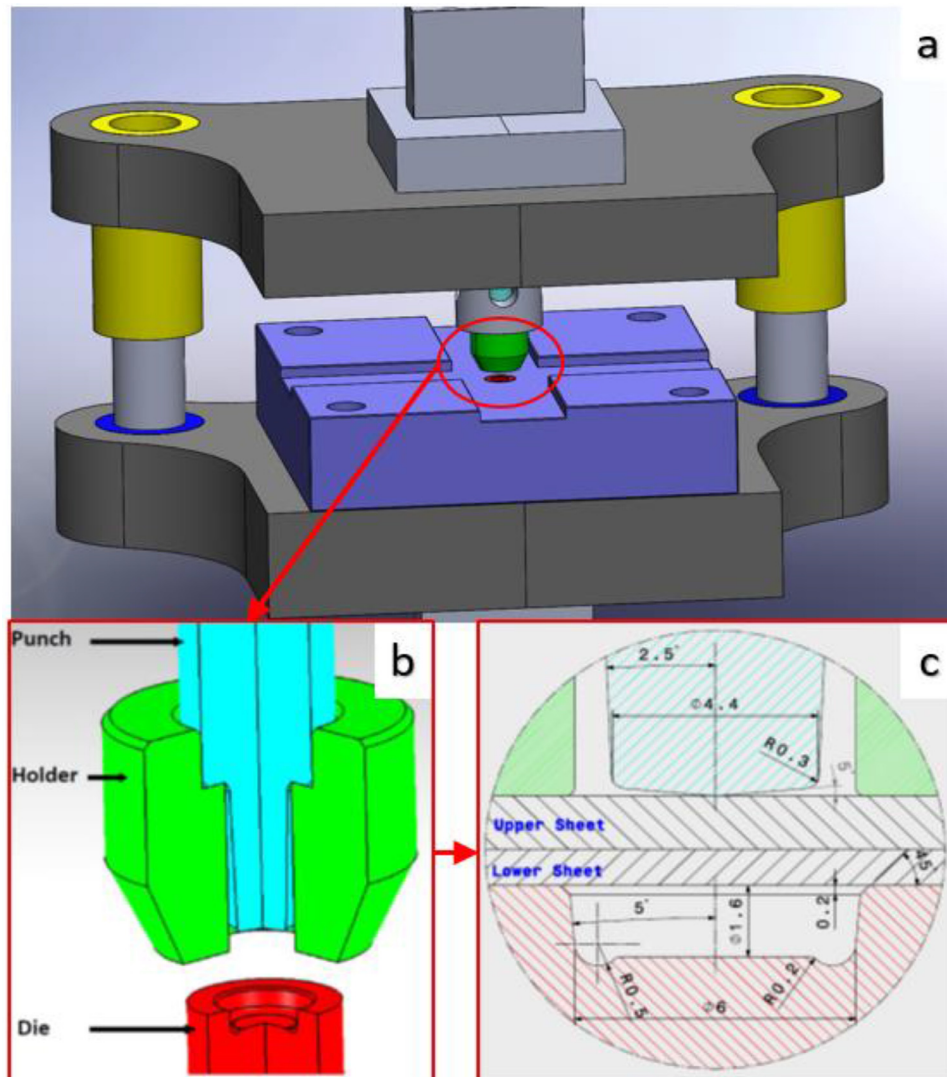 a
Punch
b
Holder
Die
c
2.5°
Ø4.4
R0.3
5°
Upper Sheet
Lower Sheet
45°
5°
Ø1.6
0.2
R0.5
R0.2
Ø6